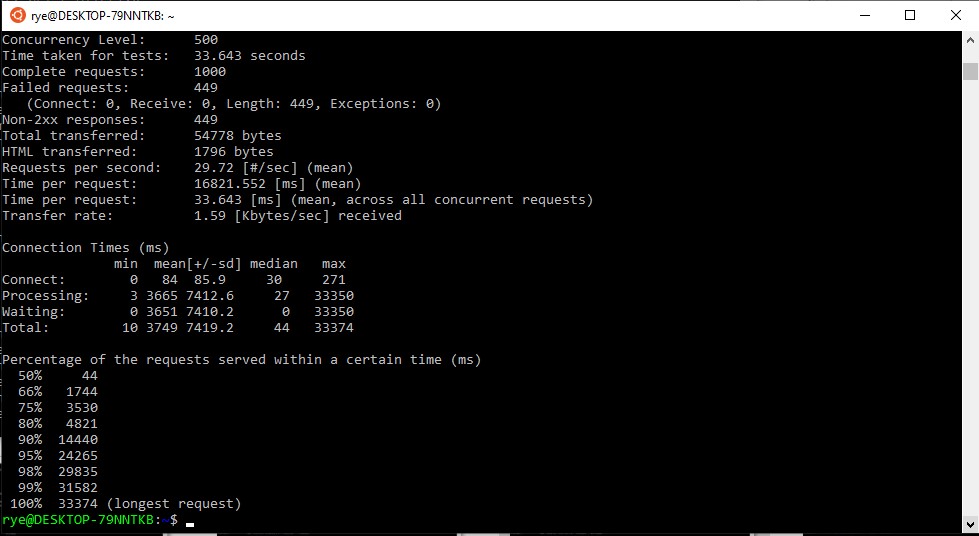 rye@DESKTOP-79NNTKB: ~
Concurrency Level:      500
Time taken for tests:   33.643 seconds
Complete requests:      1000
Failed requests:        449
   (Connect: 0, Receive: 0, Length: 449, Exceptions: 0)
Non-2xx responses:      449
Total transferred:      54778 bytes
HTML transferred:       1796 bytes
Requests per second:    29.72 [#/sec] (mean)
Time per request:       16821.552 [ms] (mean)
Time per request:       33.643 [ms] (mean, across all concurrent requests)
Transfer rate:          1.59 [Kbytes/sec] received

Connection Times (ms)
              min  mean[+/-sd] median   max
Connect:        0   84  85.9     30     271
Processing:     3 3665 7412.6     27   33350
Waiting:        0 3651 7410.2      0   33350
Total:         10 3749 7419.2     44   33374

Percentage of the requests served within a certain time (ms)
  50%     44
  66%   1744
  75%   3530
  80%   4821
  90%  14440
  95%  24265
  98%  29835
  99%  31582
 100%  33374 (longest request)
rye@DESKTOP-79NNTKB:~$